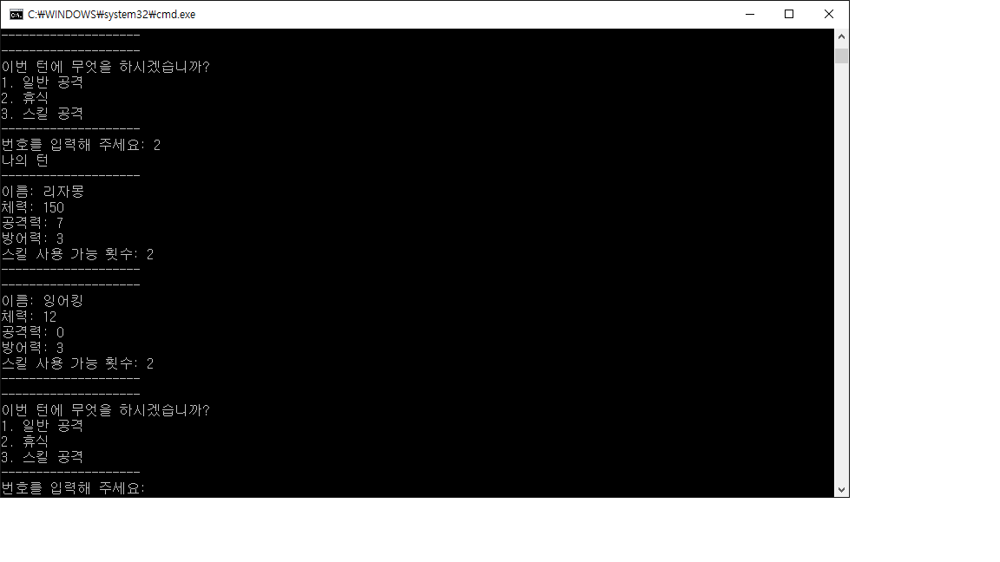 C:₩WINDOWS₩system32₩cmd.exe
--------------------
--------------------
이번 턴에 무엇을 하시겠습니까?
1. 일반 공격
2. 휴식
3. 스킬 공격
--------------------
번호를 입력해 주세요: 2
나의 턴
--------------------
이름: 리자몽
체력: 150
공격력: 7
방어력: 3
스킬 사용 가능 횟수: 2
--------------------
--------------------
이름: 잉어킹
체력: 12
공격력: 0
방어력: 3
스킬 사용 가능 횟수: 2
--------------------
--------------------
이번 턴에 무엇을 하시겠습니까?
1. 일반 공격
2. 휴식
3. 스킬 공격
--------------------
번호를 입력해 주세요: